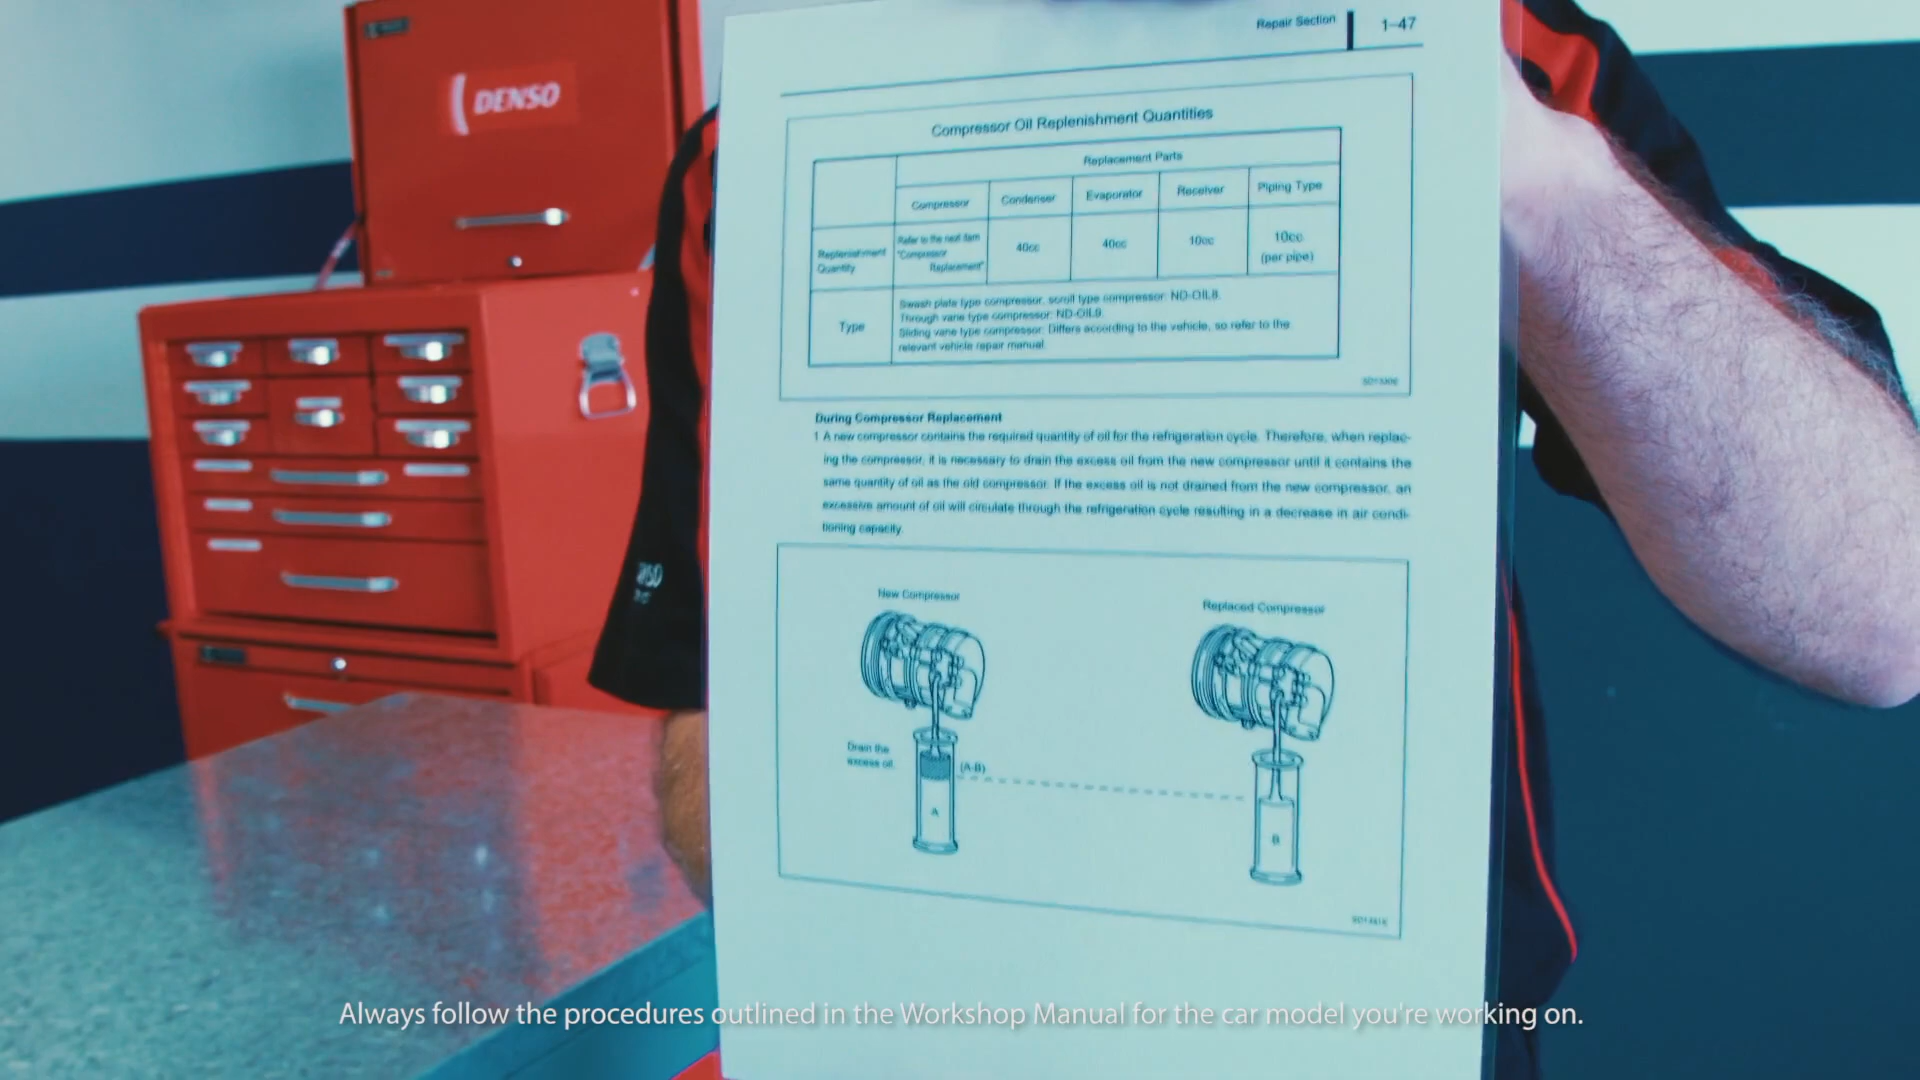 DENSO
Repair Section 1-47
Compressor Oil Replenishment Quantities
Replacement Parts
Compressor Condenser Evaporator Receiver Piping Type
Replenishment Quantity
Refer to the next item
"Compressor
Replacement"
40cc 40cc 10cc 10cc
(per pipe)
Type
Swash plate type compressor, scroll type compressor: ND-OIL8.
Through vane type compressor: ND-OIL9.
Sliding vane type compressor: Differs according to the vehicle, so refer to the
relevant vehicle repair manual.
During Compressor Replacement
1 A new compressor contains the required quantity of oil for the refrigeration cycle. Therefore, when replac-
ing the compressor, it is necessary to drain the excess oil from the new compressor until it contains the
same quantity of oil as the old compressor. If the excess oil is not drained from the new compressor, an
excessive amount of oil will circulate through the refrigeration cycle resulting in a decrease in air condi-
tioning capacity.
New Compressor
Replaced Compressor
Drain the
excess oil.
(A-B)
A
B
Always follow the procedures outlined in the Workshop Manual for the car model you're working on.